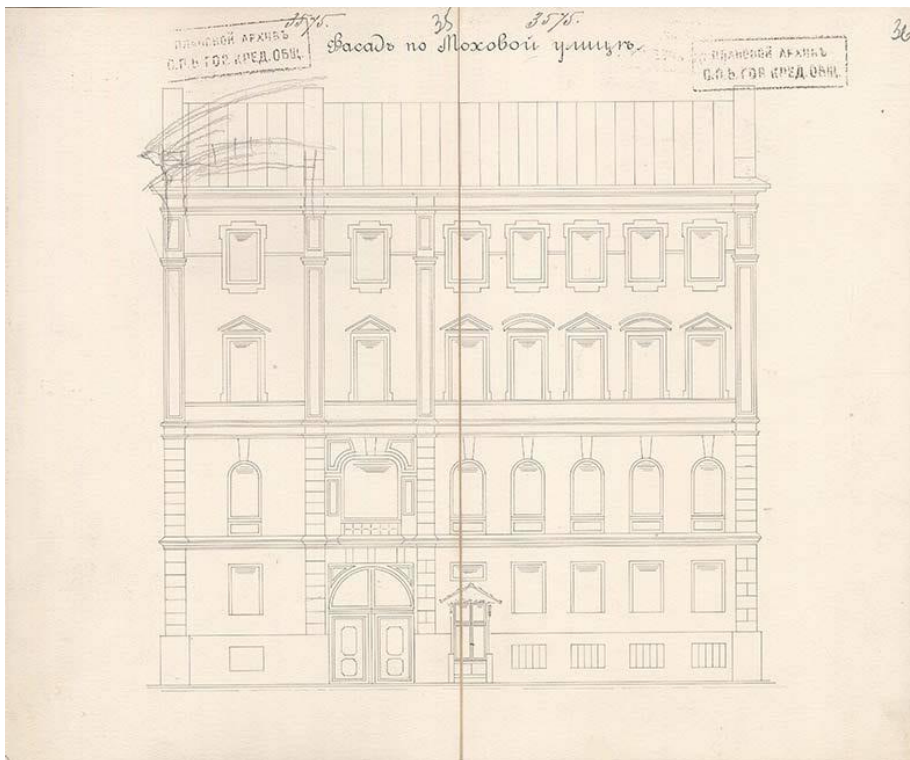 3575. 35 3575. 36
ПЛАНОВОЙ АРХИВЪ
С.П.Б. ГОР. КРЕД. ОБЩ.
Фасадъ по Моховой улицѣ.
ПЛАНОВОЙ АРХИВЪ
С.П.Б. ГОР. КРЕД. ОБЩ.